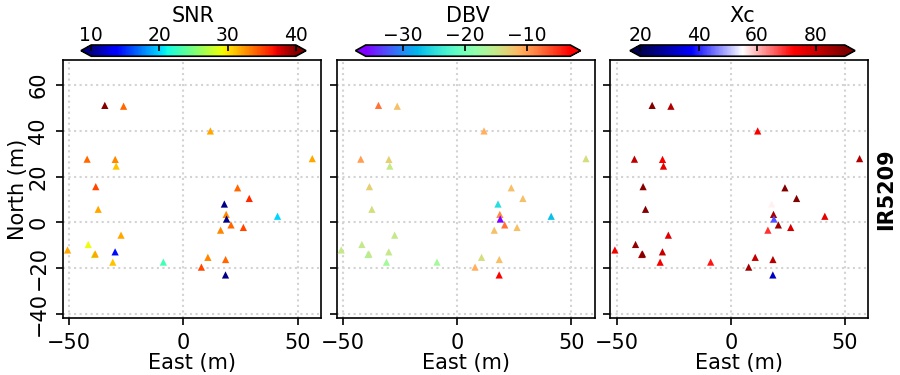 SNR DBV Xc
10 20 30 40 −30 −20 −10 20 40 60 80
60
40
20
0
−20
−40
North (m)
−50 0 50 −50 0 50 −50 0 50
East (m) East (m) East (m)
IR5209